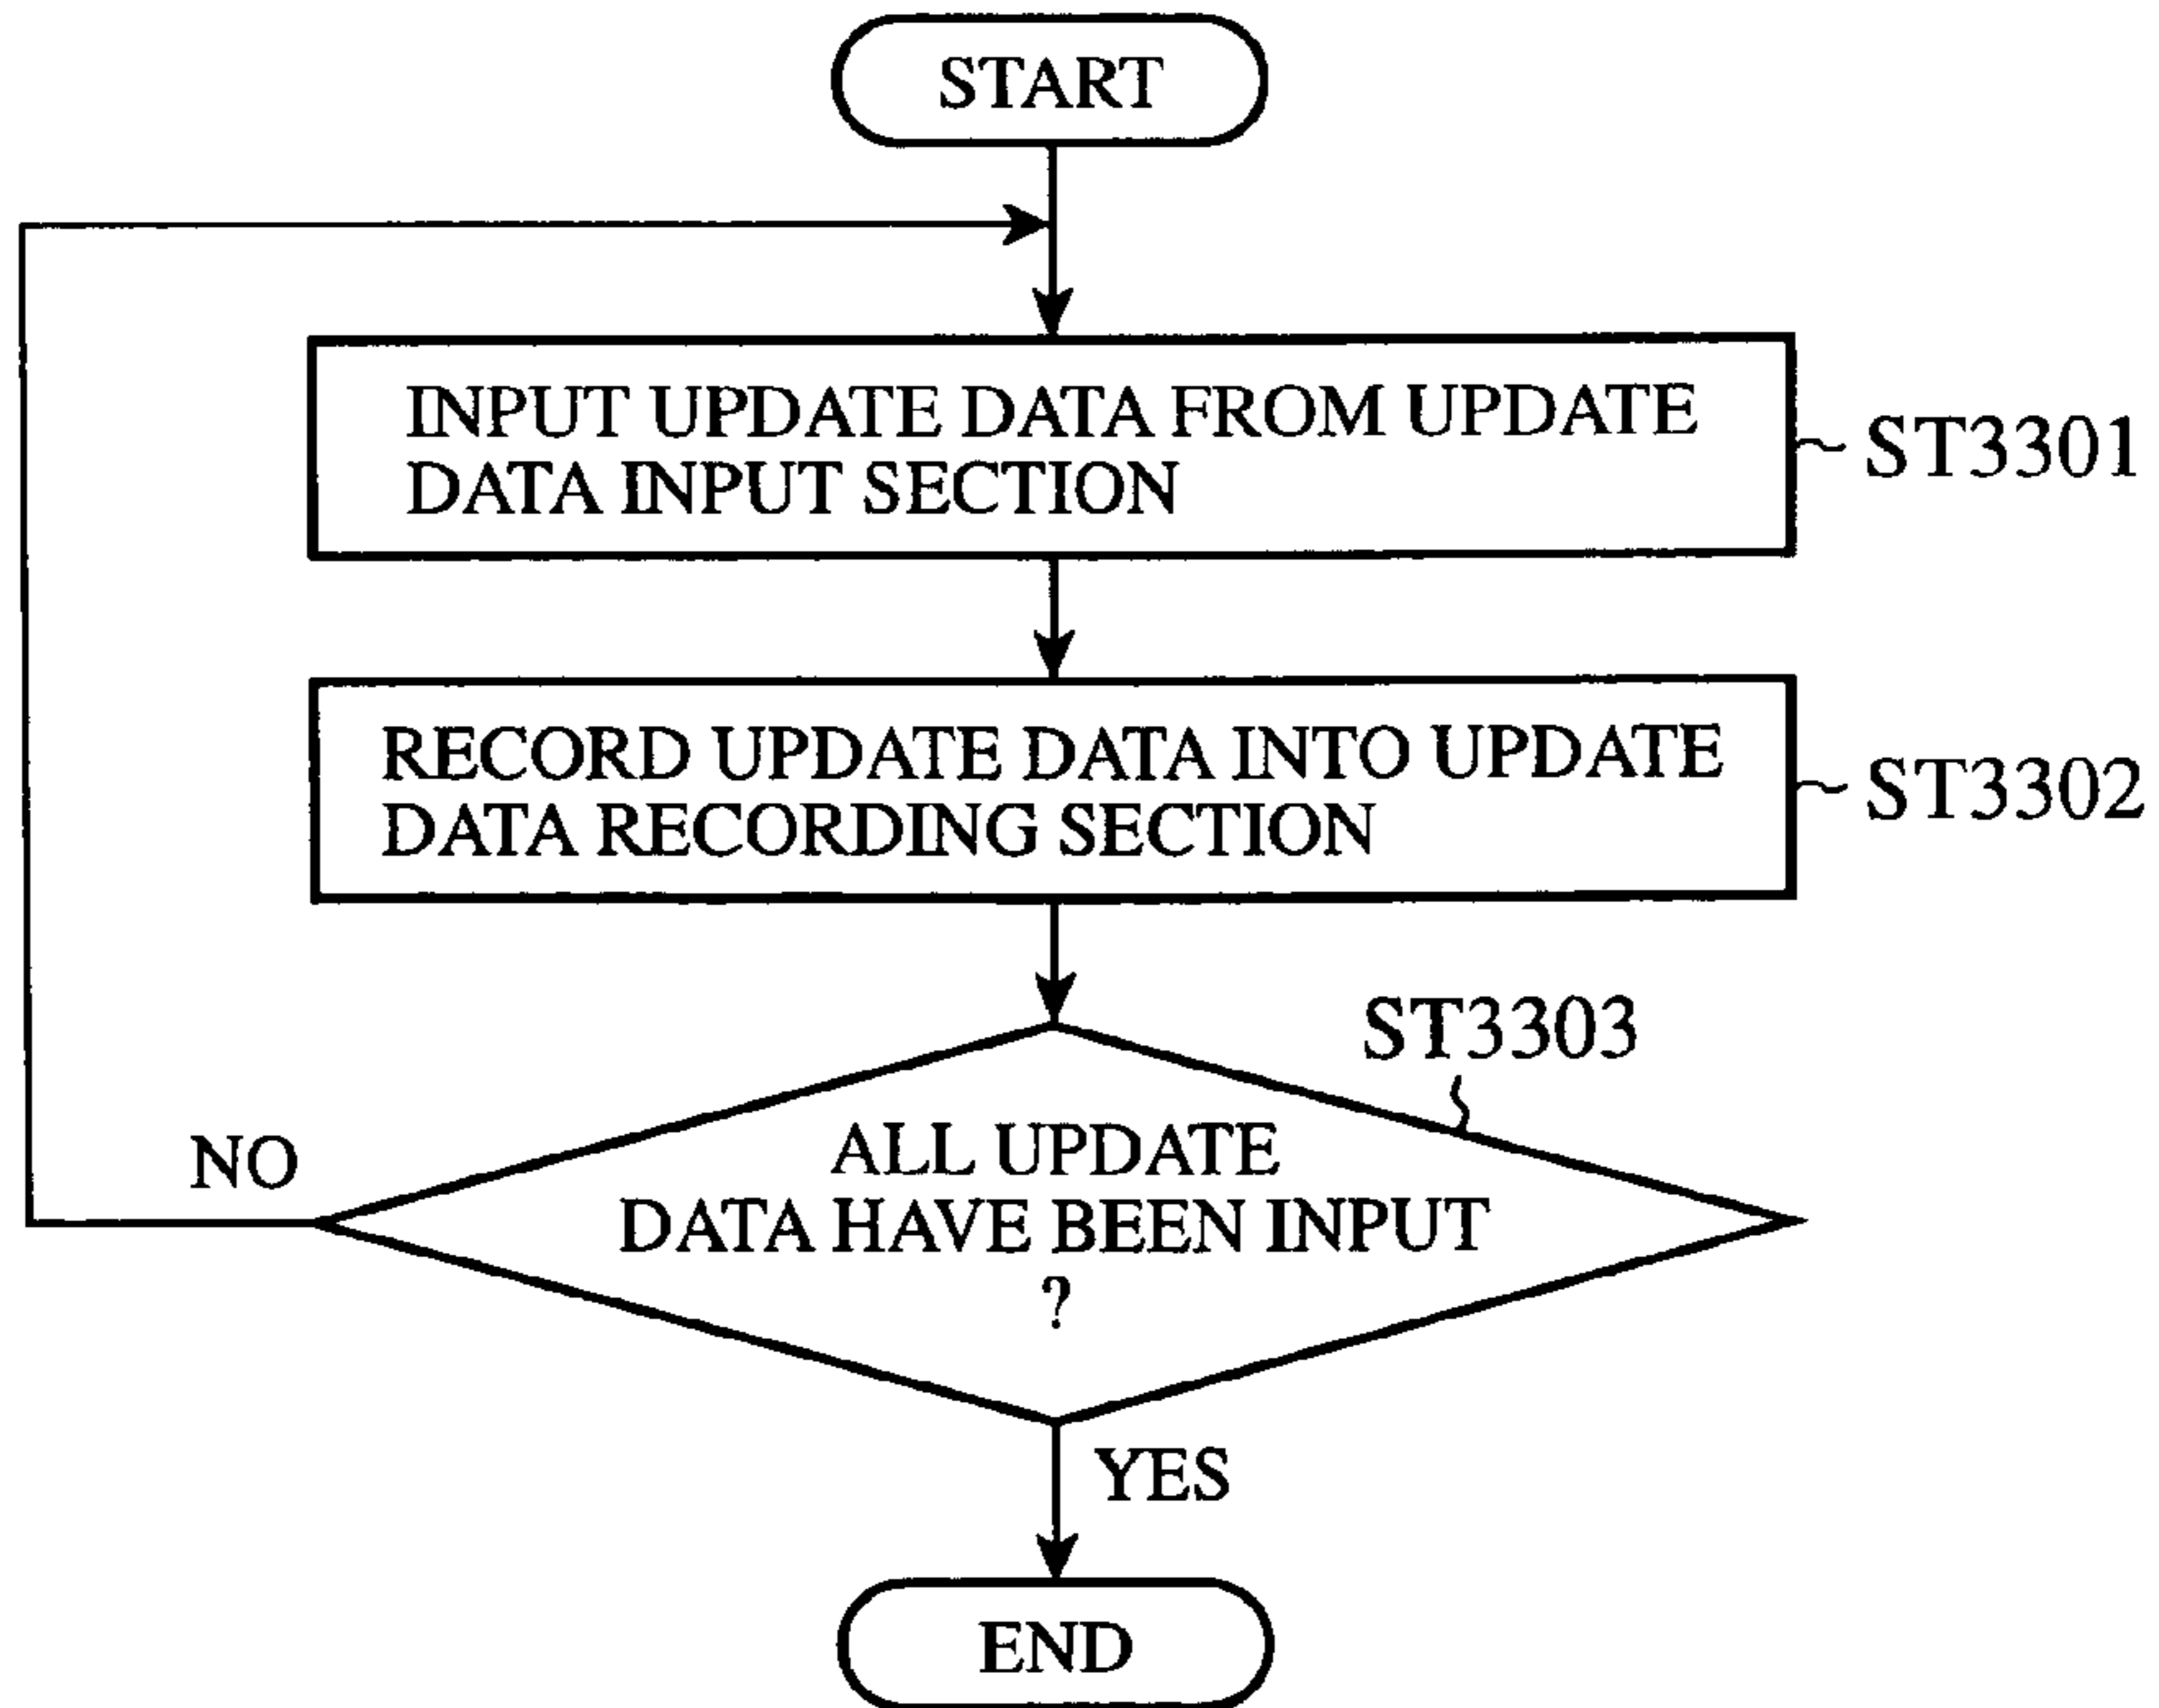 START
INPUT UPDATE DATA FROM UPDATE
DATA INPUT SECTION
ST3301
RECORD UPDATE DATA INTO UPDATE
DATA RECORDING SECTION
ST3302
ST3303
ALL UPDATE
DATA HAVE BEEN INPUT
?
NO
YES
END